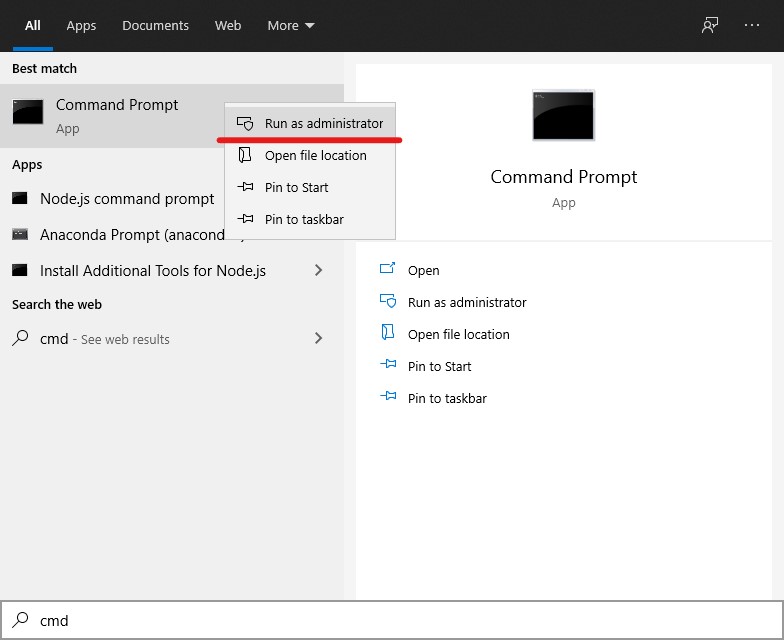 All Apps Documents Web More
Best match
Command Prompt
App
Run as administrator
Open file location
Pin to Start
Pin to taskbar
Apps
Node.js command prompt
Anaconda Prompt
Install Additional Tools for Node.js
Search the web
cmd - See web results
Command Prompt
App
Open
Run as administrator
Open file location
Pin to Start
Pin to taskbar
cmd